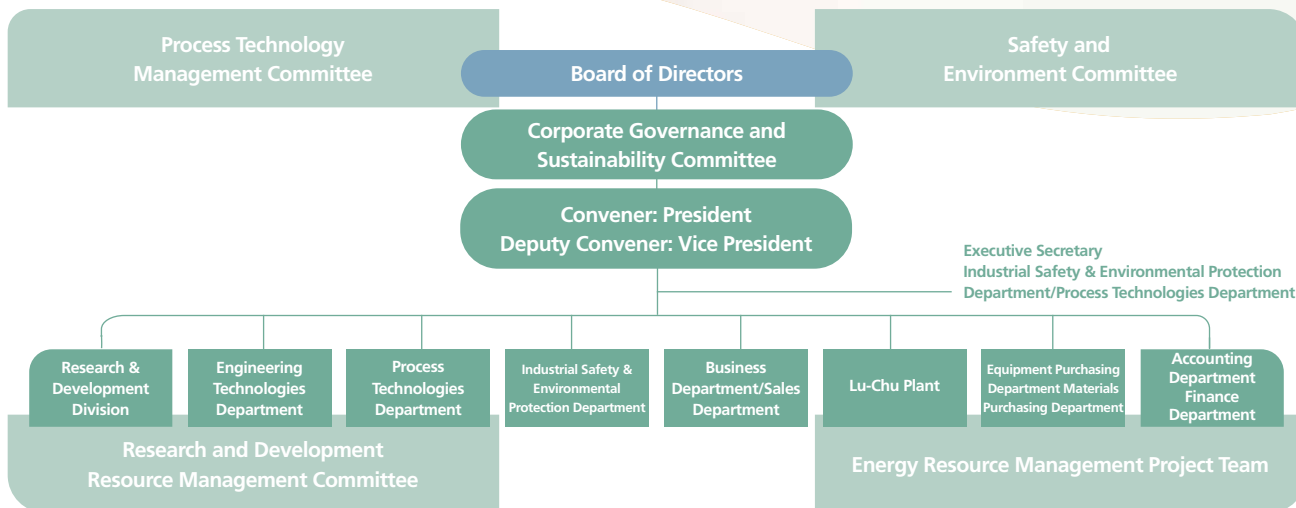 Process Technology
Management Committee
Safety and
Environment Committee
Board of Directors
Corporate Governance and
Sustainability Committee
Convener: President
Deputy Convener: Vice President
Executive Secretary
Industrial Safety & Environmental Protection
Department/Process Technologies Department
Research &
Development
Division
Engineering
Technologies
Department
Process
Technologies
Department
Industrial Safety &
Environmental
Protection Department
Business
Department/Sales
Department
Lu-Chu Plant
Equipment Purchasing
Department Materials
Purchasing Department
Accounting
Department
Finance
Department
Research and Development
Resource Management Committee
Energy Resource Management Project Team